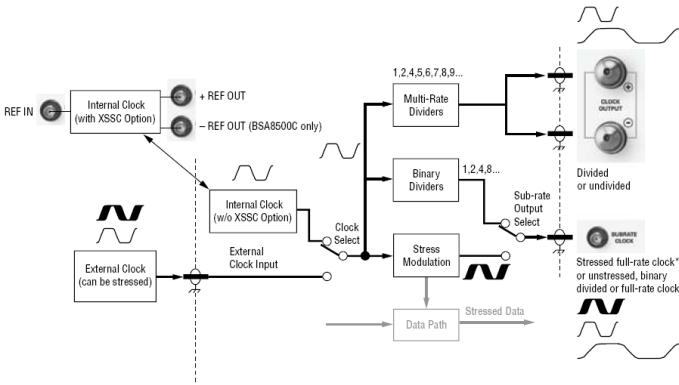 1,2,4,5,6,7,8,9...
Multi-Rate
Dividers
+
CLOCK
OUTPUT
−
Divided
or undivided
REF IN
Internal Clock
(with XSSC Option)
+ REF OUT
– REF OUT (BSA8500C only)
Internal Clock
(w/o XSSC Option)
Binary
Dividers
1,2,4,8...
Sub-rate
Output
Select
SUBRATE
CLOCK
Clock
Select
External Clock
(can be stressed)
External
Clock Input
Stress
Modulation
Stressed full-rate clock*
or unstressed, binary
divided or full-rate clock
Data Path
Stressed Data